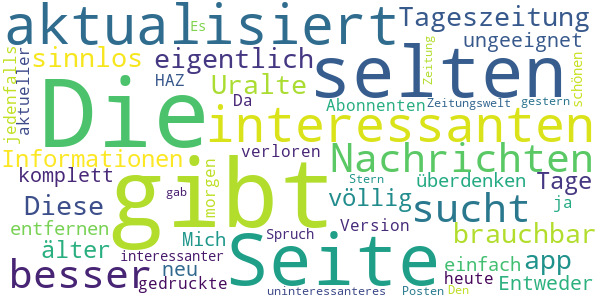 aktualisiert Es Tageszeitung
jedenfalls aktueller sinnlos eigentlich selten Zeitung ungeeignet schönen
HAZ Uralte Da Abonnenten Zeitungswelt gestern
Die interessanten
Informationen verloren Nachrichten
komplett gibt morgen Stern überdenken Tage
Diese gab völlig sucht ja
entfernen älter Mich Spruch Version brauchbar
besser neu interessanter Seite einfach app
gedruckte heute Entweder
uninteressanteres Posten Den